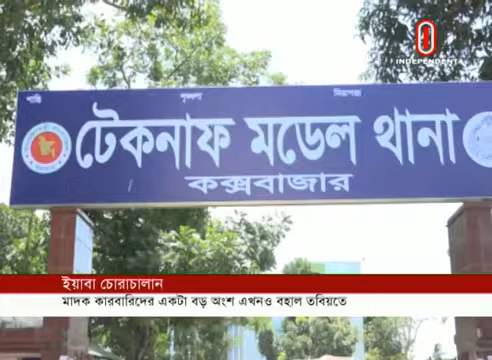 INDEPENDENT
শান্তি শৃঙ্খলা নিরাপত্তা
টেকনাফ মডেল থানা
কক্সবাজার
ইয়াবা চোরাচালান
মাদক কারবারিদের একটা বড় অংশ এখনও বহাল তবিয়তে